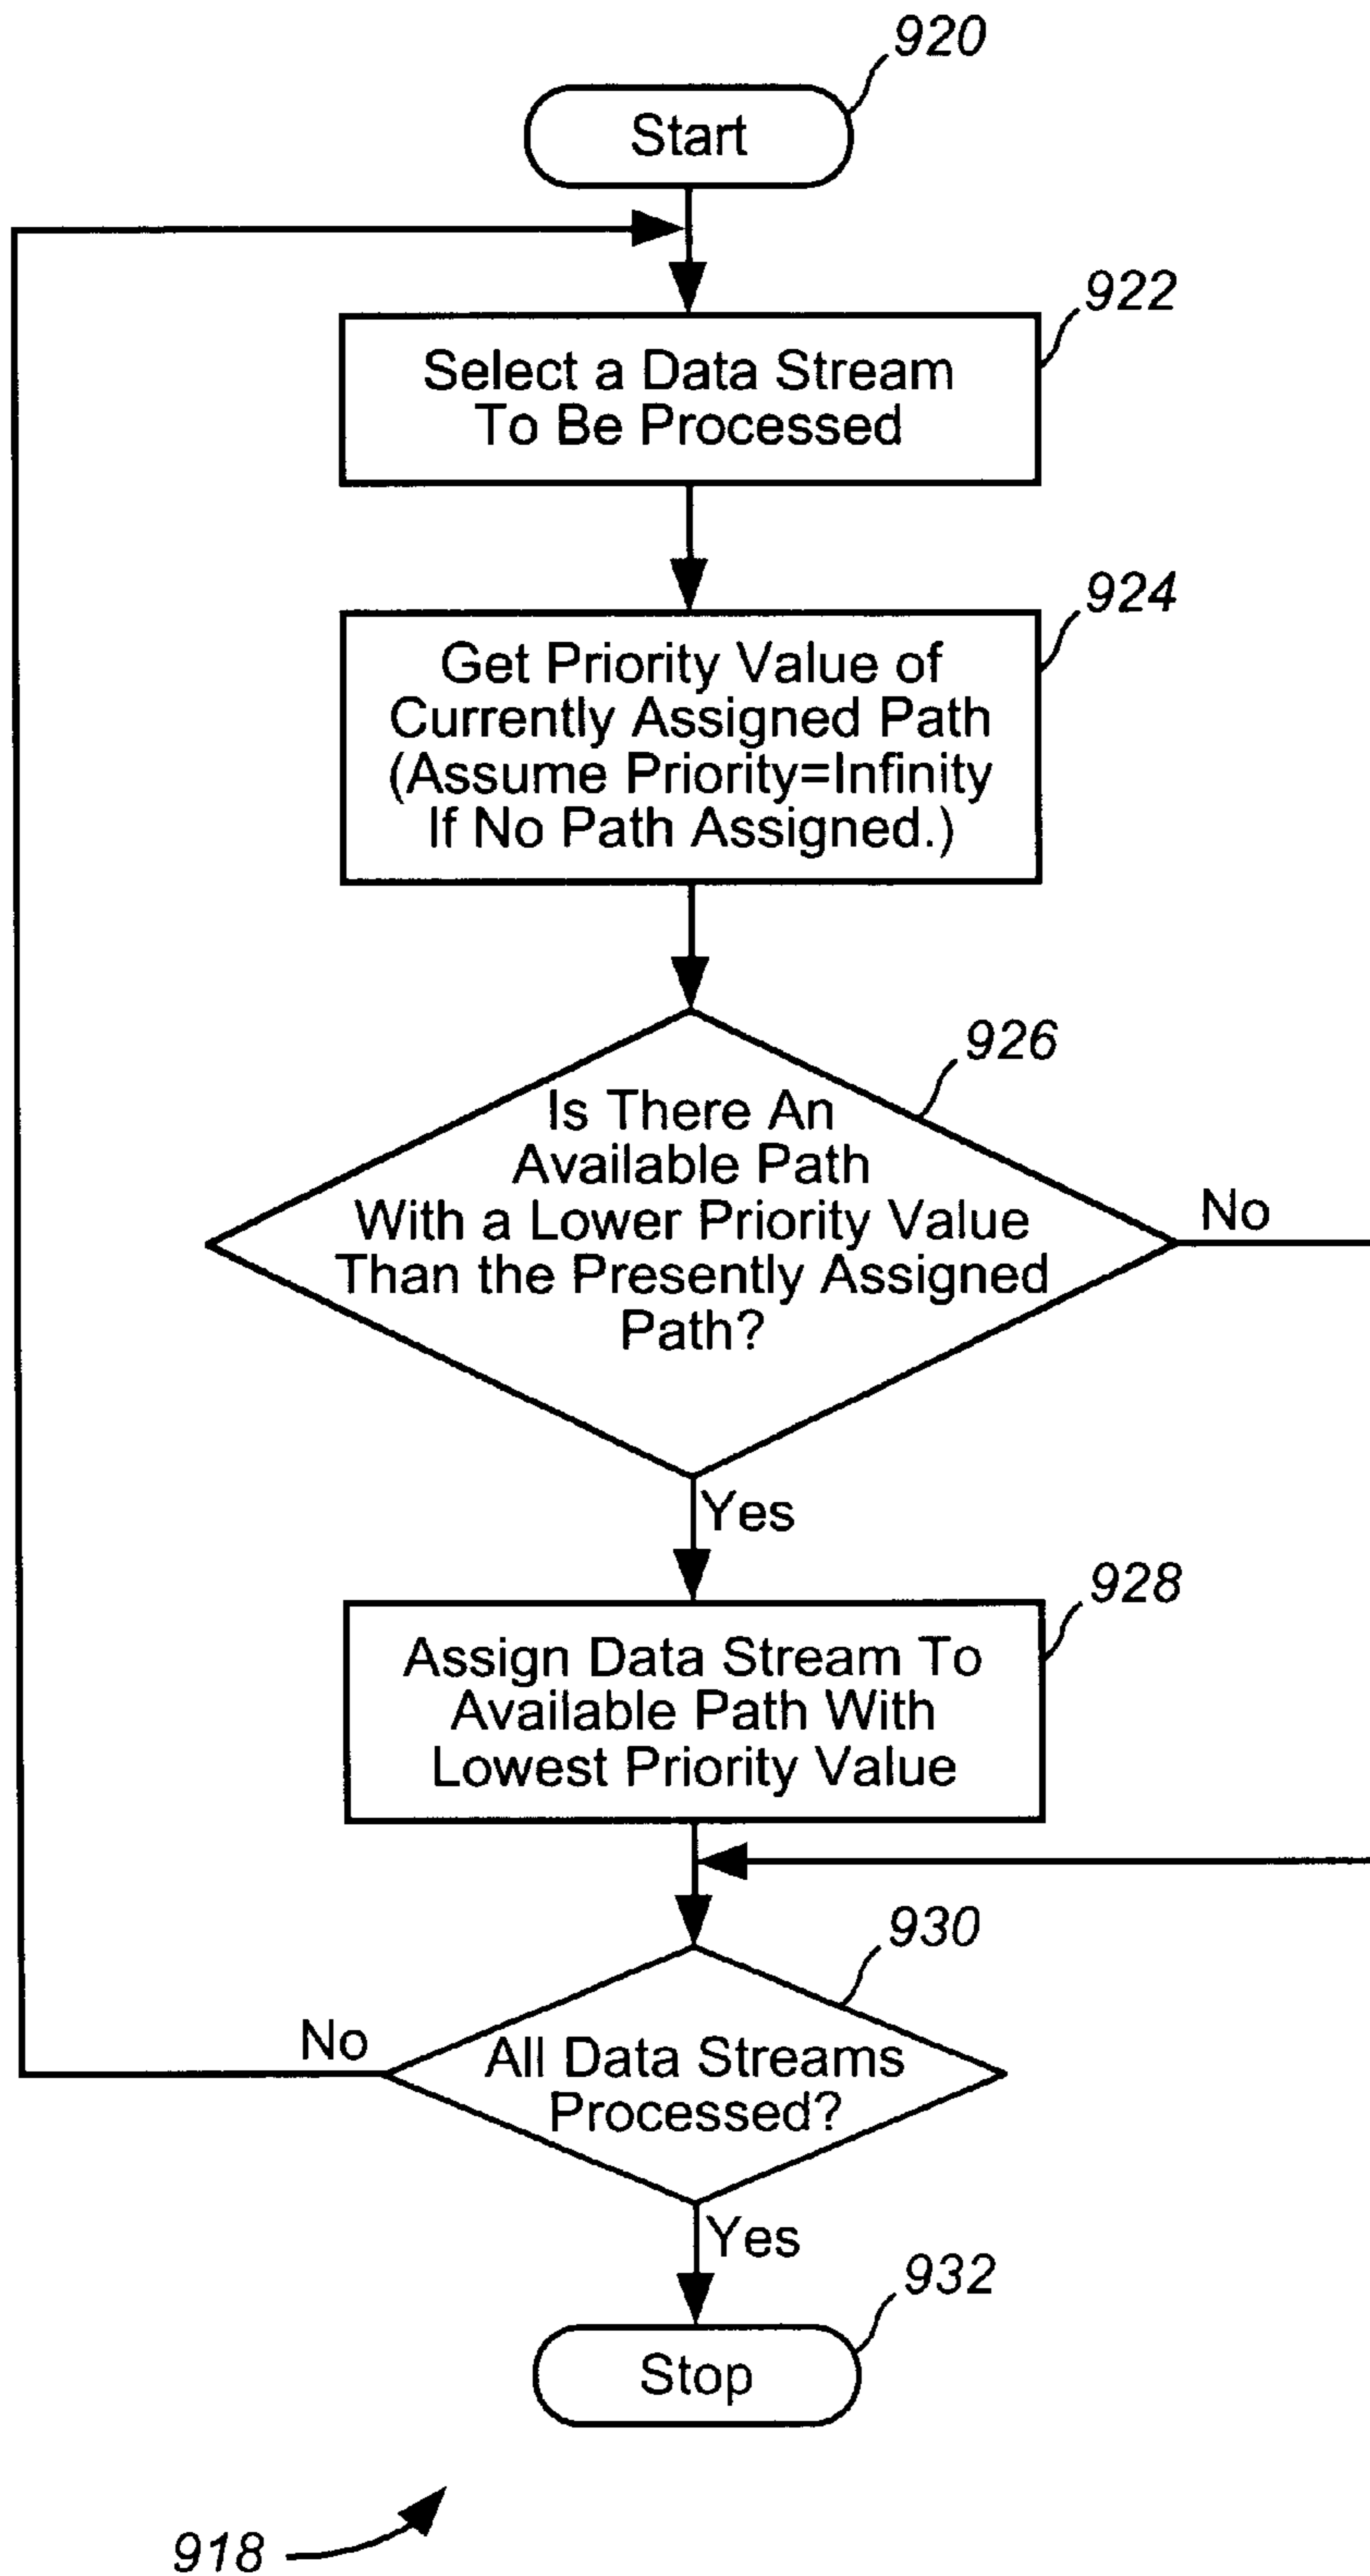 920
Start
922
Select a Data Stream
To Be Processed
924
Get Priority Value of
Currently Assigned Path
(Assume Priority=Infinity
If No Path Assigned.)
926
Is There An
Available Path
With a Lower Priority Value
Than the Presently Assigned
Path?
No
Yes
928
Assign Data Stream To
Available Path With
Lowest Priority Value
930
No
All Data Streams
Processed?
Yes
932
Stop
918